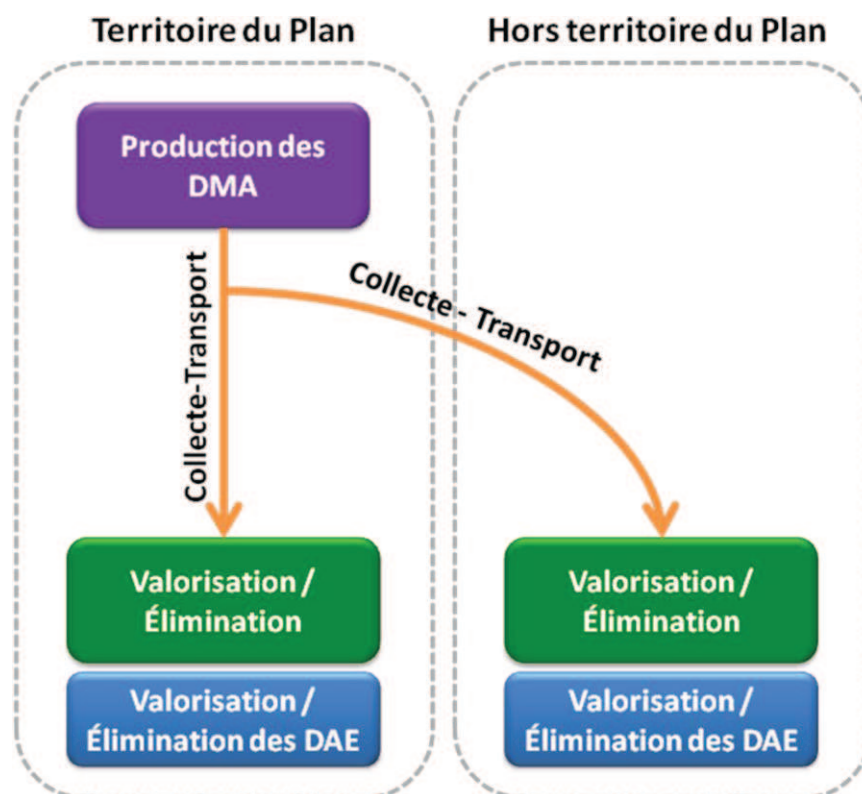 Territoire du Plan
Hors territoire du Plan
Production des
DMA
Collecte-Transport
Collecte - Transport
Valorisation /
Élimination
Valorisation /
Élimination
Valorisation /
Élimination des DAE
Valorisation /
Élimination des DAE